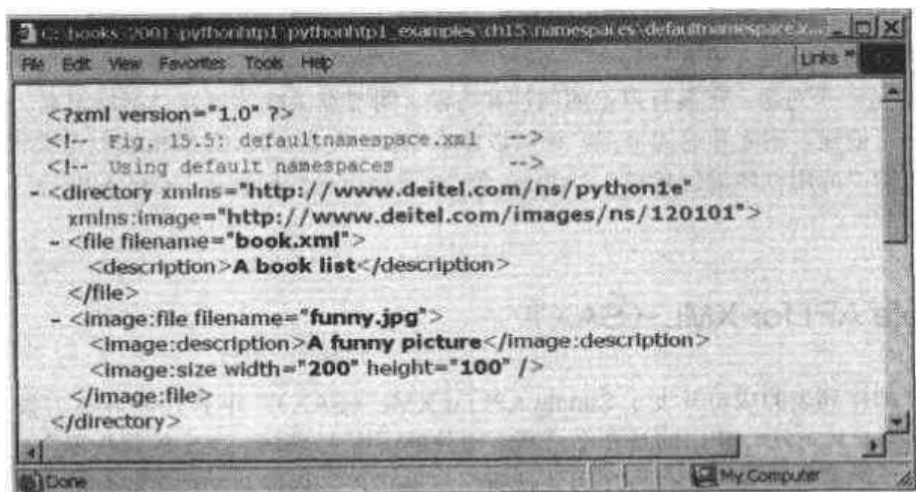 C: books 2001 pythonhtp1 pythonhtp1_examples ch15 namespaces defaultnamespace.x...
File Edit View Favorites Tools Help Links »
<?xml version="1.0" ?>
<!-- Fig. 15.5: defaultnamespace.xml -->
<!-- Using default namespaces -->
- <directory xmlns="http://www.deitel.com/ns/python1e"
xmlns:image="http://www.deitel.com/images/ns/120101">
- <file filename="book.xml">
<description>A book list</description>
</file>
- <image:file filename="funny.jpg">
<image:description>A funny picture</image:description>
<image:size width="200" height="100" />
</image:file>
</directory>
Done My Computer